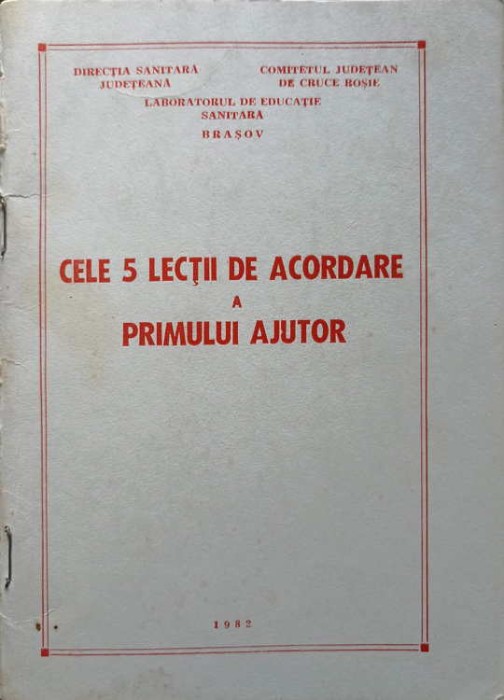 DIRECȚIA SANITARĂ
JUDEȚEANĂ
COMITETUL JUDEȚEAN
DE CRUCE ROȘIE
LABORATORUL DE EDUCAȚIE
SANITARĂ
BRAȘOV
CELE 5 LECȚII DE ACORDARE
A
PRIMULUI AJUTOR
1982